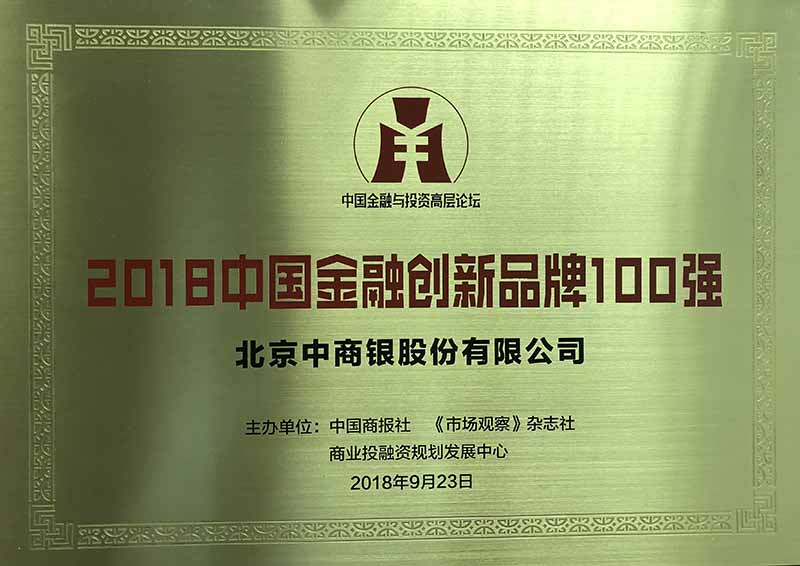 中国金融与投资高层论坛
2018中国金融创新品牌100强
北京中商银股份有限公司
主办单位：中国商报社 《市场观察》杂志社
商业投融资规划发展中心
2018年9月23日